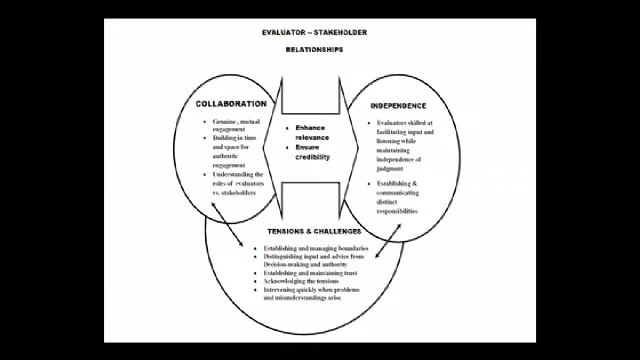 EVALUATOR – STAKEHOLDER
RELATIONSHIPS
COLLABORATION
• Genuine, mutual
engagement
• Building in time
and space for
authentic
engagement
• Understanding the
roles of evaluators
vs. stakeholders
• Enhance
relevance
• Ensure
credibility
INDEPENDENCE
• Evaluators skilled at
facilitating input and
listening while
maintaining
independence of
judgment
• Establishing &
communicating
distinct
responsibilities
TENSIONS & CHALLENGES
• Establishing and managing boundaries
• Distinguishing input and advice from
Decision-making and authority
• Establishing and maintaining trust
• Acknowledging the tensions
• Intervening quickly when problems
and misunderstandings arise